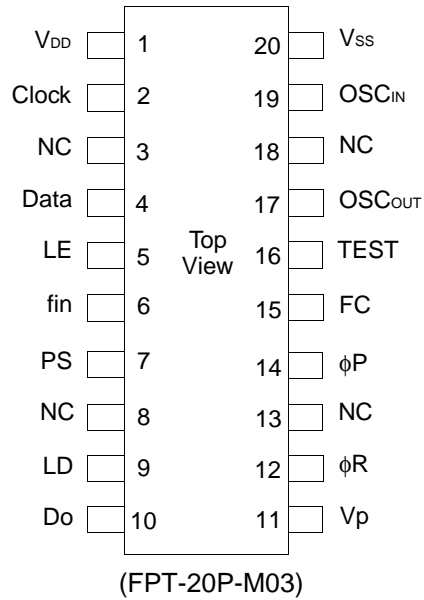 VDD 1 20 VSS
Clock 2 19 OSCIN
NC 3 18 NC
Data 4 17 OSCOUT
LE 5 Top View 16 TEST
fin 6 15 FC
PS 7 14 ϕP
NC 8 13 NC
LD 9 12 ϕR
Do 10 11 Vp
(FPT-20P-M03)